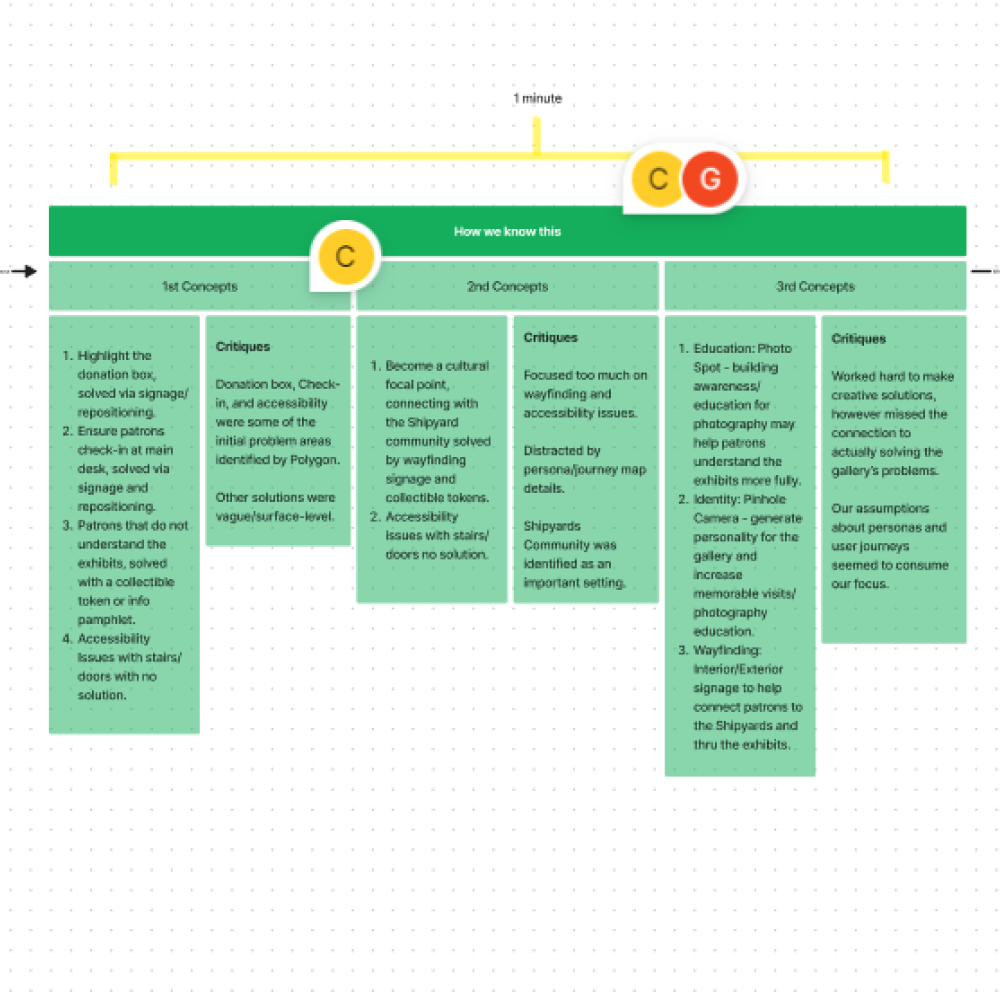 1 minute
C
G
How we know this
C
1st Concepts
2nd Concepts
3rd Concepts
1. Highlight the
donation box,
solved via signage/
repositioning.
2. Ensure patrons
check-in at main
desk, solved via
signage and
repositioning.
3. Patrons that do not
understand the
exhibits, solved
with a collectible
token or info
pamphlet.
4. Accessibility
Issues with stairs/
doors with no
solution.
Critiques
Donation box, Check-
in, and accessibility
were some of the
initial problem areas
identified by Polygon.
Other solutions were
vague/surface-level.
1. Become a cultural
focal point,
connecting with
the Shipyard
community solved
by wayfinding
signage and
collectible tokens.
2. Accessibility
Issues with stairs/
doors no solution.
Critiques
Focused too much on
wayfinding and
accessibility issues.
Distracted by
persona/journey map
details.
Shipyards
Community was
identified as an
important setting.
1. Education: Photo
Spot - building
awareness/
education for
photography may
help patrons
understand the
exhibits more fully.
2. Identity: Pinhole
Camera - generate
personality for the
gallery and
increase
memorable visits/
photography
education.
3. Wayfinding:
Interior/Exterior
signage to help
connect patrons to
the Shipyards and
thru the exhibits.
Critiques
Worked hard to make
creative solutions,
however missed the
connection to
actually solving the
gallery's problems.
Our assumptions
about personas and
user journeys
seemed to consume
our focus.